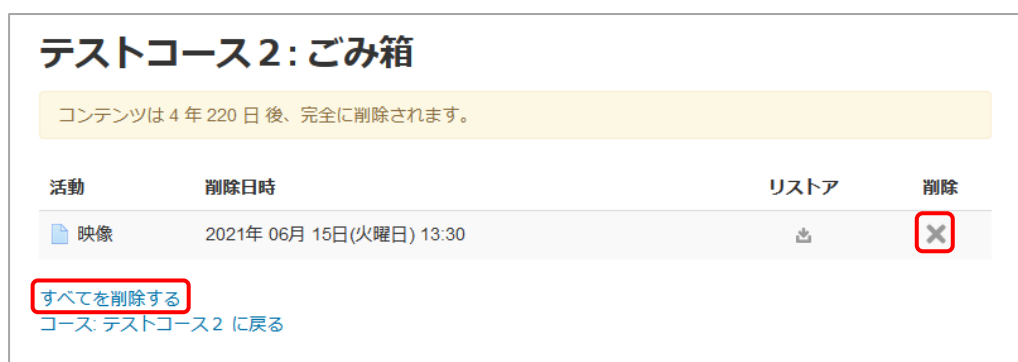 テストコース２: ごみ箱
コンテンツは 4 年 220 日 後、完全に削除されます。
活動 削除日時 リストア 削除
映像 2021年 06月 15日(火曜日) 13:30
すべてを削除する
コース: テストコース２ に戻る